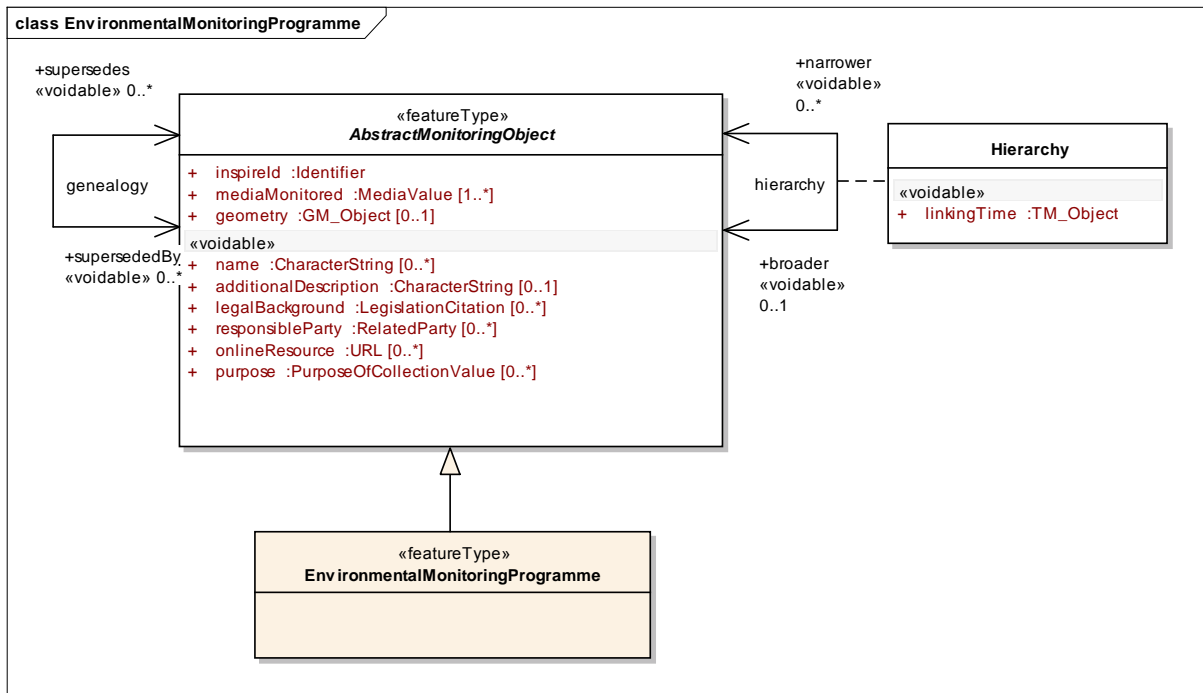 class EnvironmentalMonitoringProgramme
+supersedes
«voidable» 0..*
genealogy
+supersededBy
«voidable» 0..*
«featureType»
AbstractMonitoringObject
+ inspireId :Identifier
+ mediaMonitored :MediaValue [1..*]
+ geometry :GM_Object [0..1]
«voidable»
+ name :CharacterString [0..*]
+ additionalDescription :CharacterString [0..1]
+ legalBackground :LegislationCitation [0..*]
+ responsibleParty :RelatedParty [0..*]
+ onlineResource :URL [0..*]
+ purpose :PurposeOfCollectionValue [0..*]
+narrower
«voidable»
0..*
hierarchy
+broader
«voidable»
0..1
Hierarchy
«voidable»
+ linkingTime :TM_Object
«featureType»
EnvironmentalMonitoringProgramme